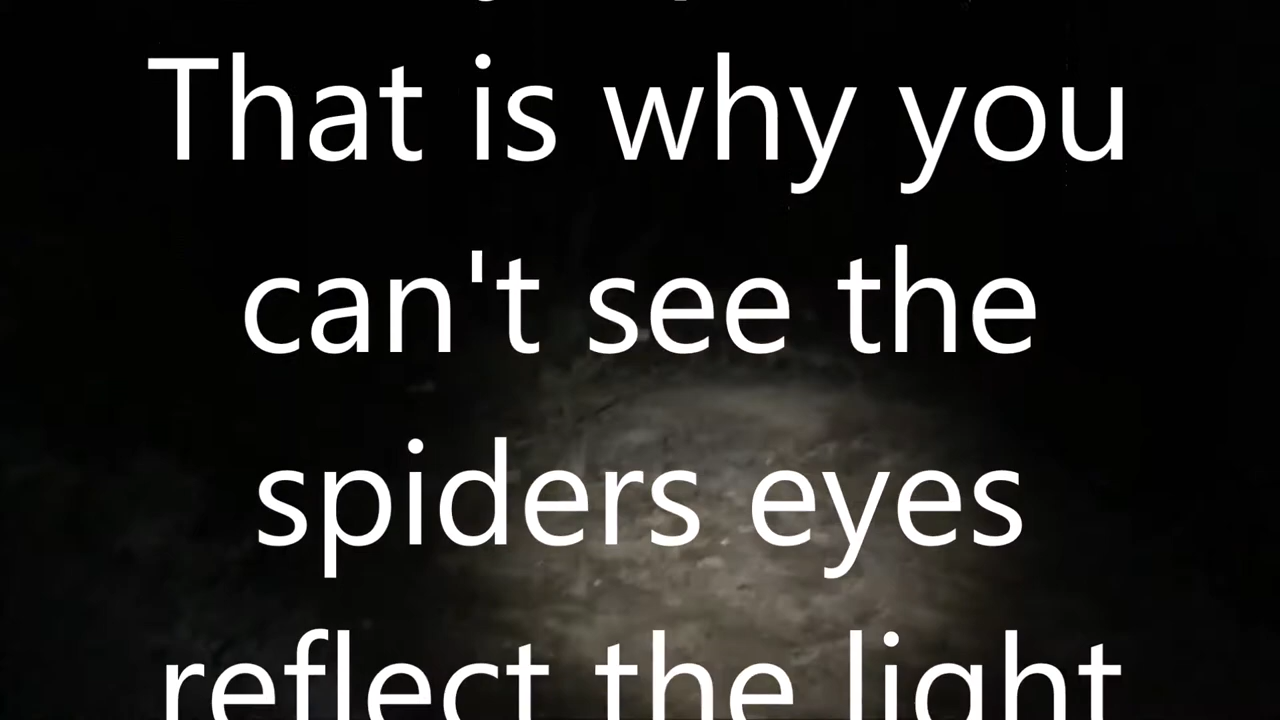 That is why you
can't see the
spiders eyes
reflect the light